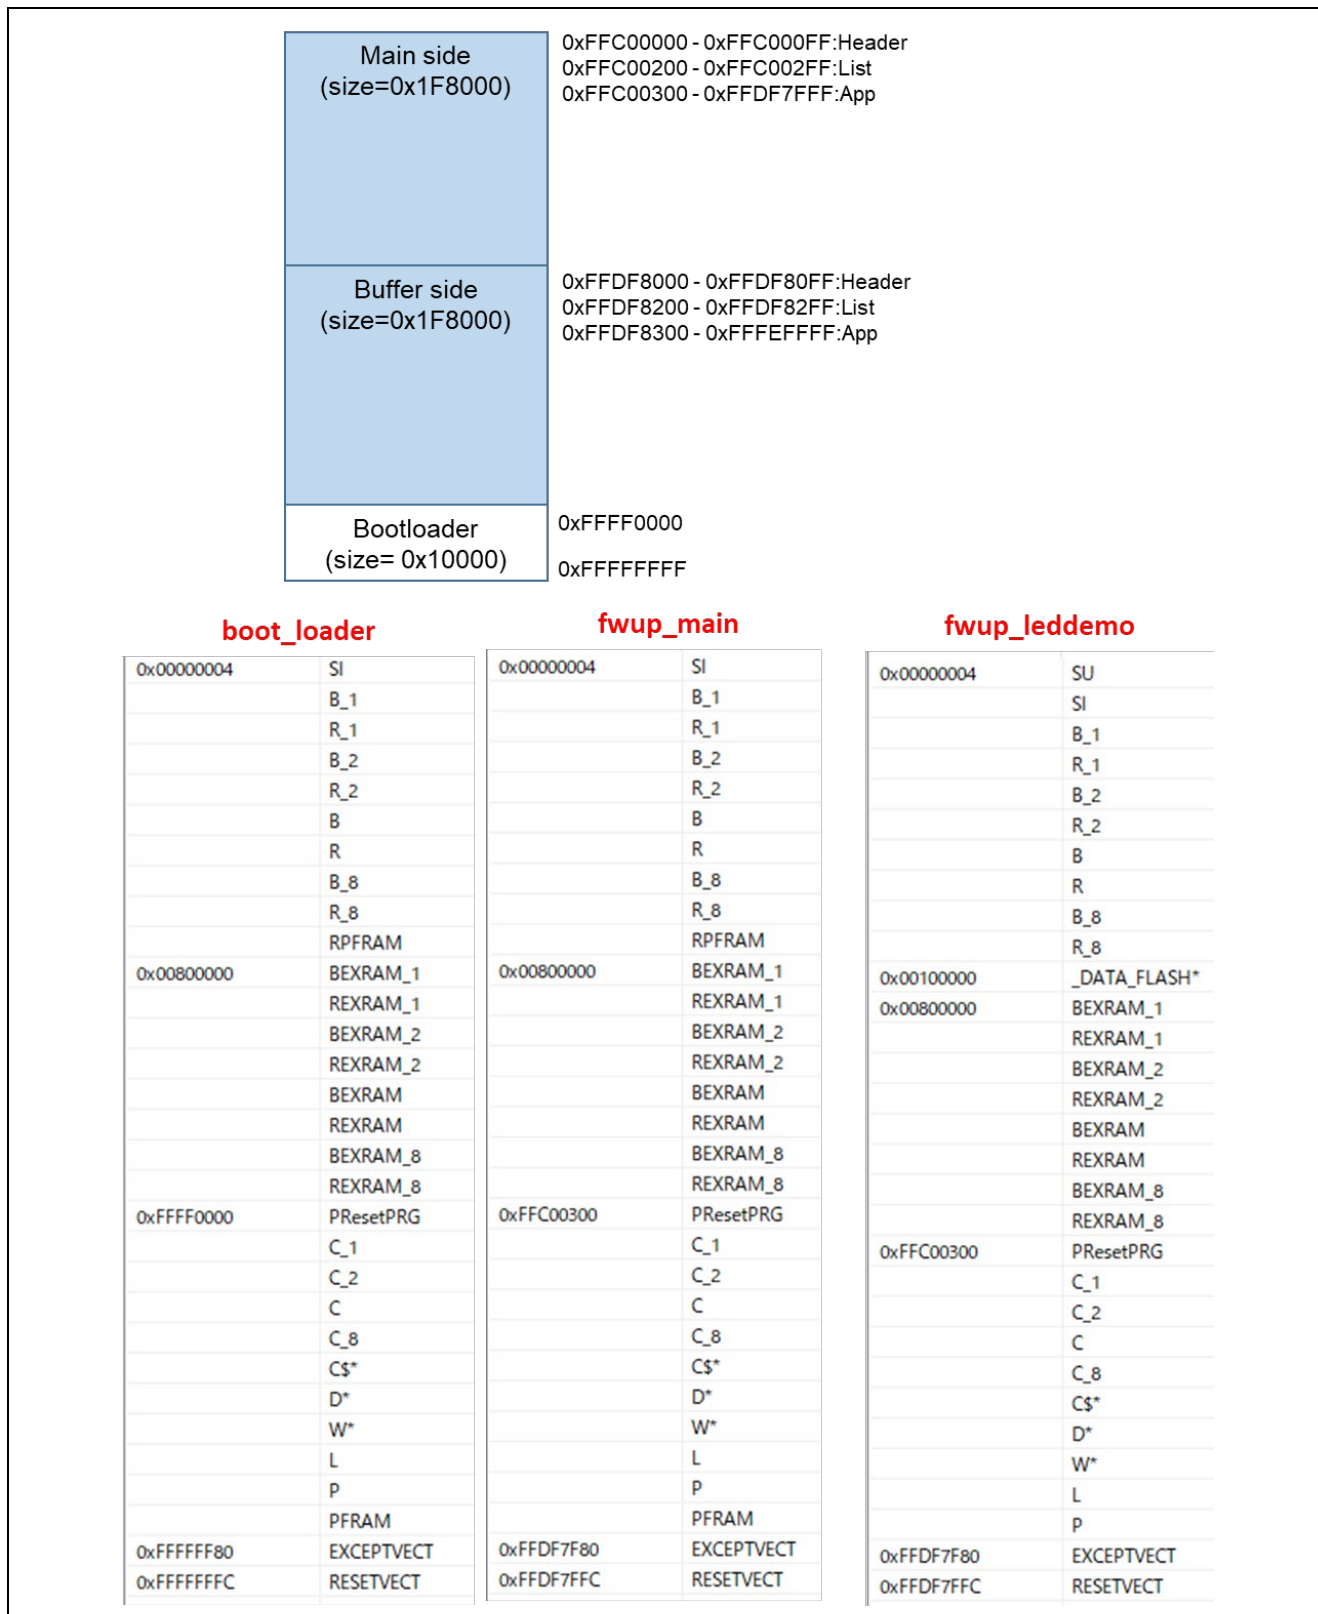 Main side
(size=0x1F8000)
0xFFC00000 - 0xFFC000FF:Header
0xFFC00200 - 0xFFC002FF:List
0xFFC00300 - 0xFFDF7FFF:App
Buffer side
(size=0x1F8000)
0xFFDF8000 - 0xFFDF80FF:Header
0xFFDF8200 - 0xFFDF82FF:List
0xFFDF8300 - 0xFFFEFFFF:App
Bootloader
(size= 0x10000)
0xFFFF0000
0xFFFFFFFF
boot_loader
0x00000004 SI
B_1
R_1
B_2
R_2
B
R
B_8
R_8
RPFRAM
0x00800000 BEXRAM_1
REXRAM_1
BEXRAM_2
REXRAM_2
BEXRAM
REXRAM
BEXRAM_8
REXRAM_8
0xFFFF0000 PResetPRG
C_1
C_2
C
C_8
C$*
D*
W*
L
P
PFRAM
0xFFFFFF80 EXCEPTVECT
0xFFFFFFFC RESETVECT
fwup_main
0x00000004 SI
B_1
R_1
B_2
R_2
B
R
B_8
R_8
RPFRAM
0x00800000 BEXRAM_1
REXRAM_1
BEXRAM_2
REXRAM_2
BEXRAM
REXRAM
BEXRAM_8
REXRAM_8
0xFFC00300 PResetPRG
C_1
C_2
C
C_8
C$*
D*
W*
L
P
PFRAM
0xFFDF7F80 EXCEPTVECT
0xFFDF7FFC RESETVECT
fwup_leddemo
0x00000004 SU
SI
B_1
R_1
B_2
R_2
B
R
B_8
R_8
0x00100000 _DATA_FLASH*
0x00800000 BEXRAM_1
REXRAM_1
BEXRAM_2
REXRAM_2
BEXRAM
REXRAM
BEXRAM_8
REXRAM_8
0xFFC00300 PResetPRG
C_1
C_2
C
C_8
C$*
D*
W*
L
P
0xFFDF7F80 EXCEPTVECT
0xFFDF7FFC RESETVECT